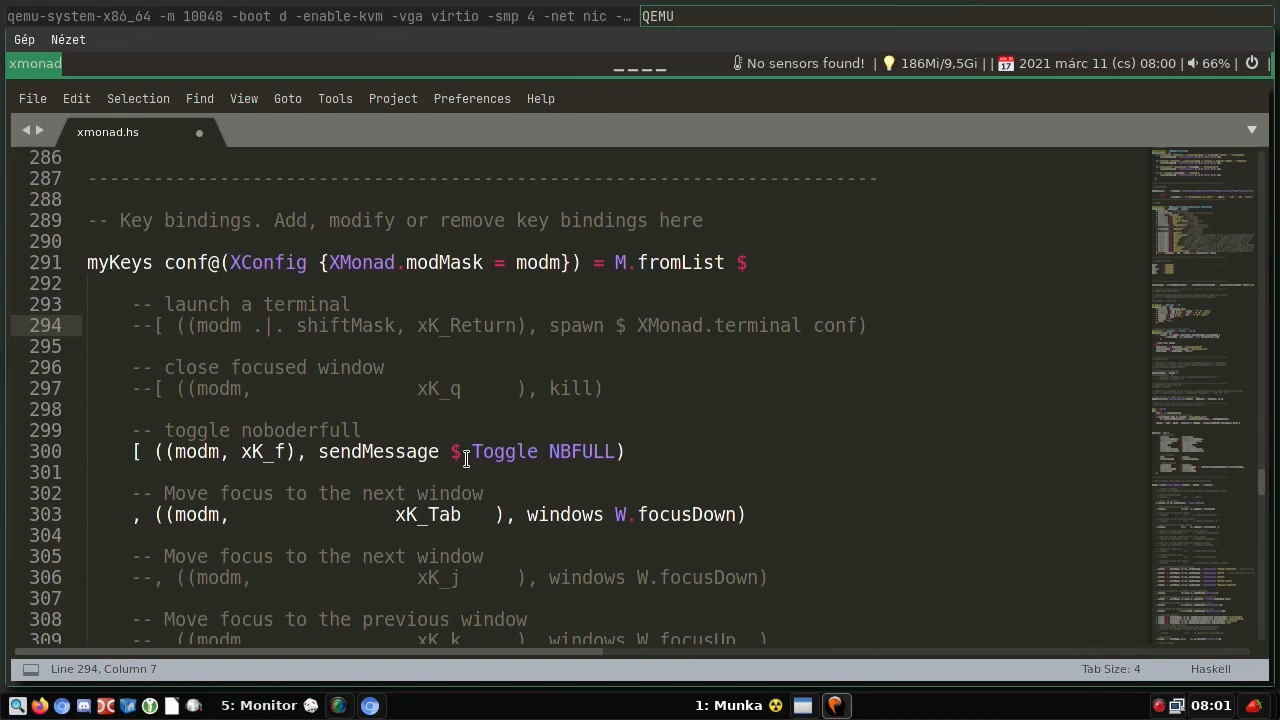 qemu-system-x86_64 -m 10048 -boot d -enable-kvm -vga virtio -smp 4 -net nic -… QEMU
Gép Nézet
xmonad No sensors found! | 186Mi/9,5Gi | | 2021 márc 11 (cs) 08:00 | 66% |
File Edit Selection Find View Goto Tools Project Preferences Help
xmonad.hs
286
287 ------------------------------------------------------------------------
288
289 -- Key bindings. Add, modify or remove key bindings here
290
291 myKeys conf@(XConfig {XMonad.modMask = modm}) = M.fromList $
292
293 -- launch a terminal
294 --[ ((modm .|. shiftMask, xK_Return), spawn $ XMonad.terminal conf)
295
296 -- close focused window
297 --[ ((modm, xK_q ), kill)
298
299 -- toggle noboderfull
300 [ ((modm, xK_f), sendMessage $ Toggle NBFULL)
301
302 -- Move focus to the next window
303 , ((modm, xK_Tab ), windows W.focusDown)
304
305 -- Move focus to the next window
306 --, ((modm, xK_j ), windows W.focusDown)
307
308 -- Move focus to the previous window
309 --, ((modm, xK_k ), windows W.focusUp )
Line 294, Column 7 Tab Size: 4 Haskell
5: Monitor 1: Munka 08:01